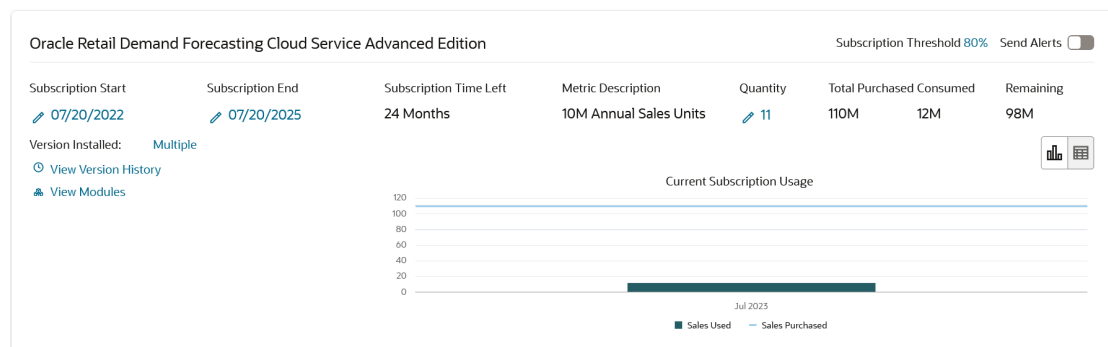 Oracle Retail Demand Forecasting Cloud Service Advanced Edition
Subscription Threshold 80% Send Alerts
Subscription Start Subscription End Subscription Time Left Metric Description Quantity Total Purchased Consumed Remaining
07/20/2022 07/20/2025 24 Months 10M Annual Sales Units 11 110M 12M 98M
Version Installed: Multiple
View Version History
View Modules
Current Subscription Usage
120
100
80
60
40
20
0
Jul 2023
Sales Used Sales Purchased